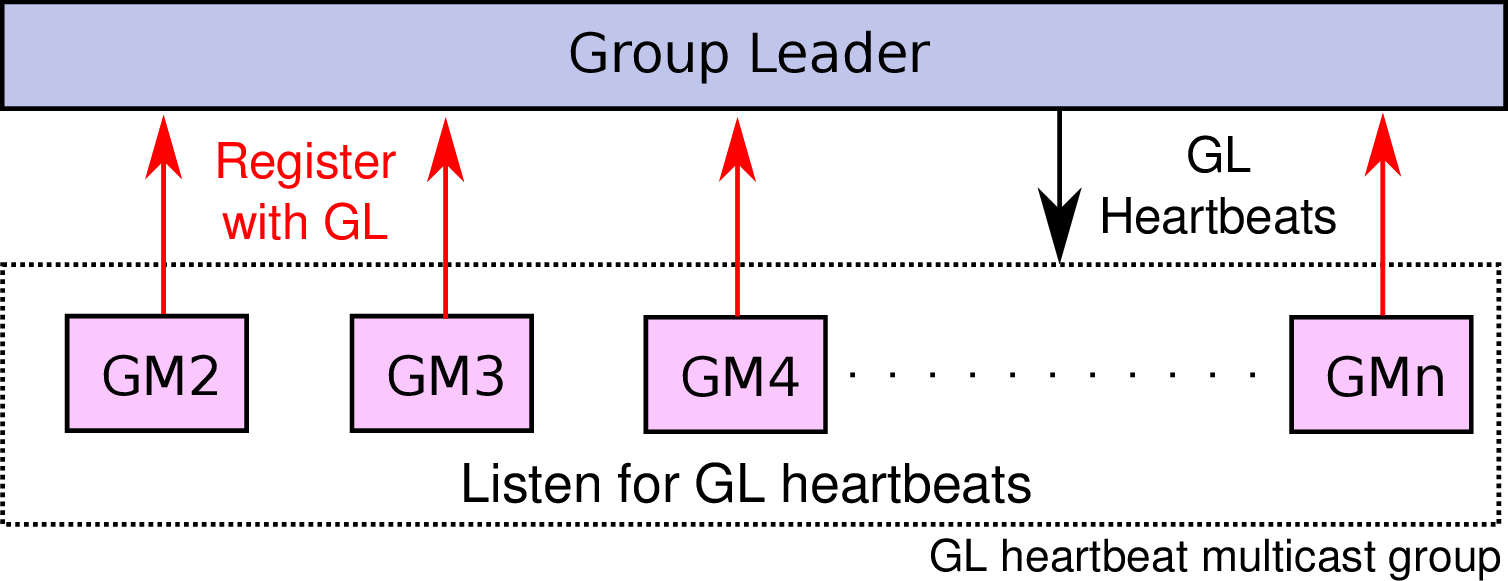 Group Leader
Register
with GL
GL
Heartbeats
GM2
GM3
GM4
. . . . . . . . . . .
GMn
Listen for GL heartbeats
GL heartbeat multicast group